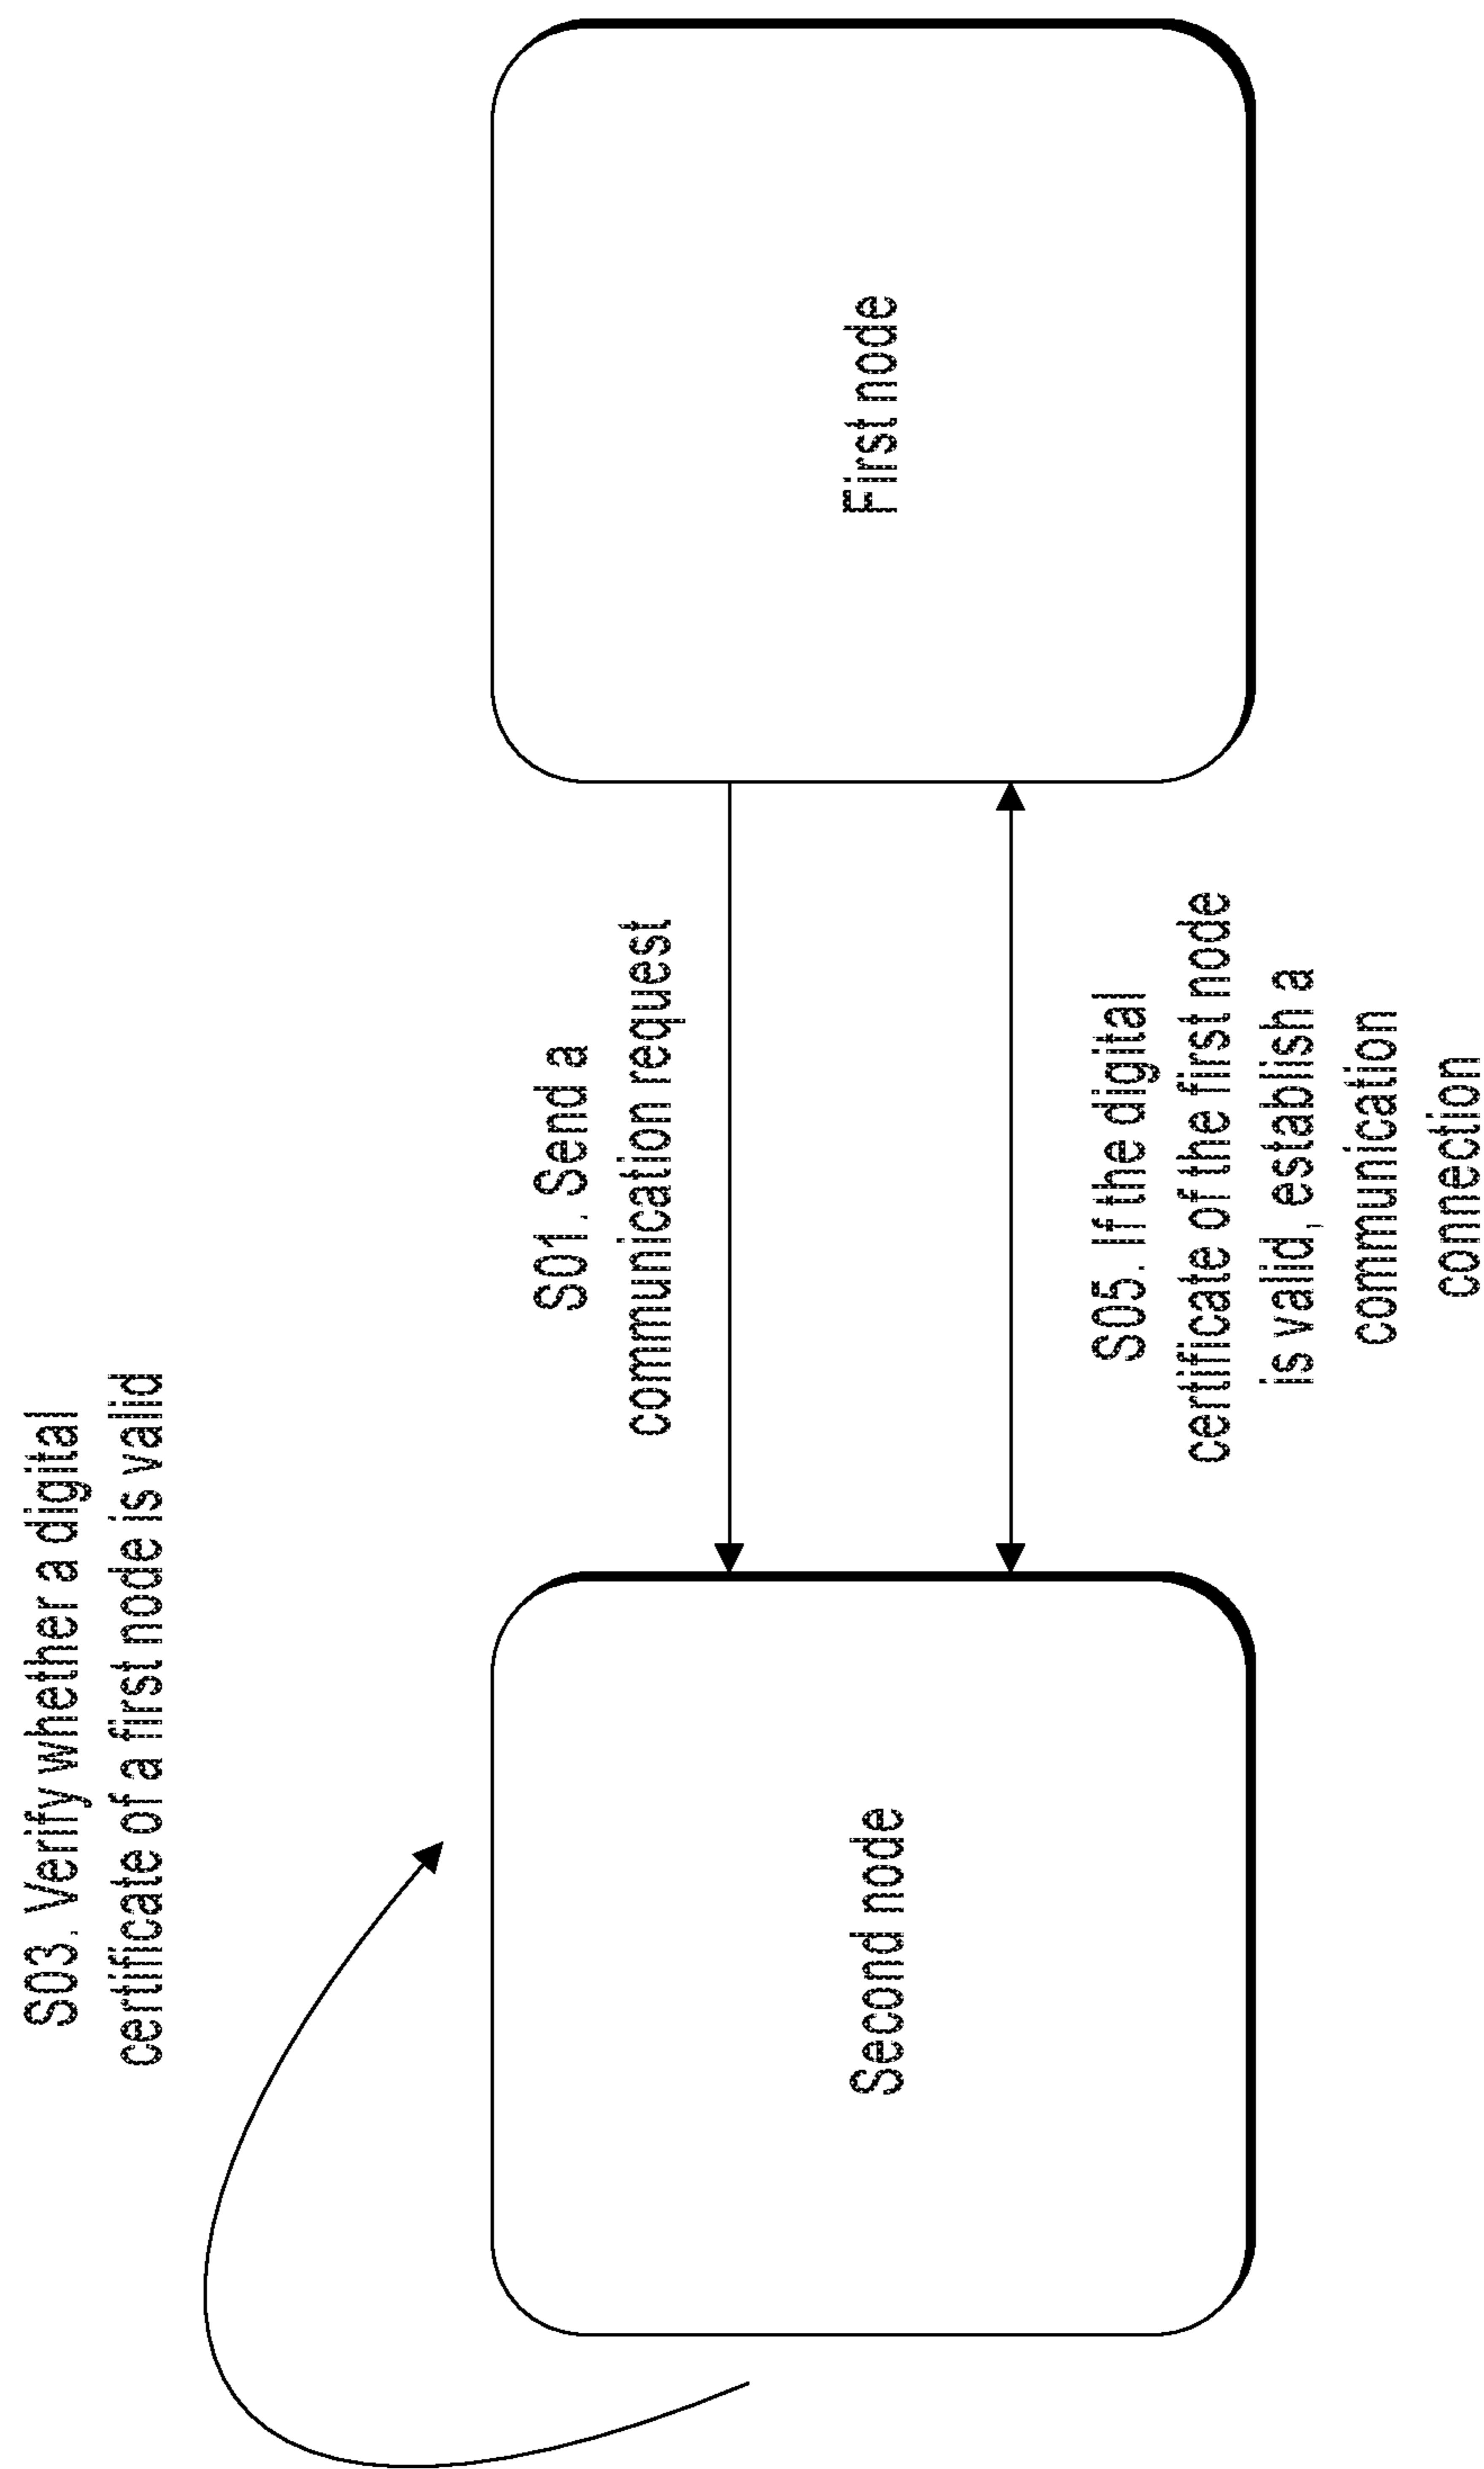 S03. Verify whether a digital
certificate of a first node is valid
S01. Send a
communication request
Second node
First node
S05. If the digital
certificate of the first node
is valid, establish a
communication
connection